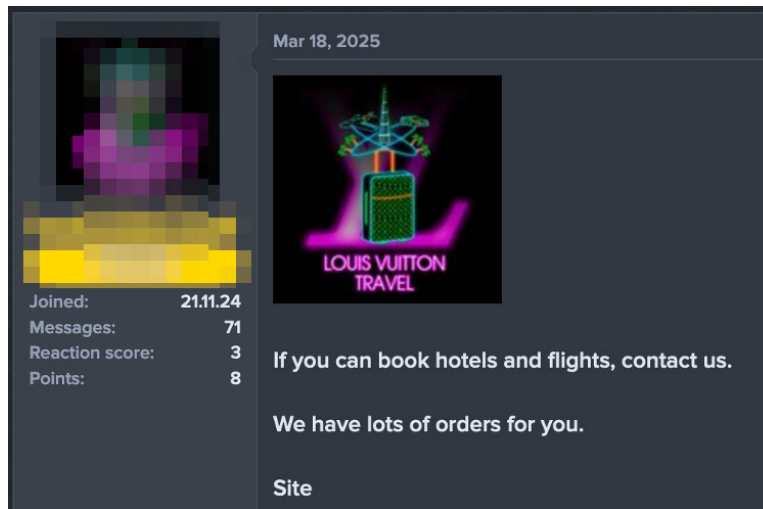 Mar 18, 2025
LOUIS VUITTON
TRAVEL
Joined: 21.11.24
Messages: 71
Reaction score: 3
Points: 8
If you can book hotels and flights, contact us.
We have lots of orders for you.
Site